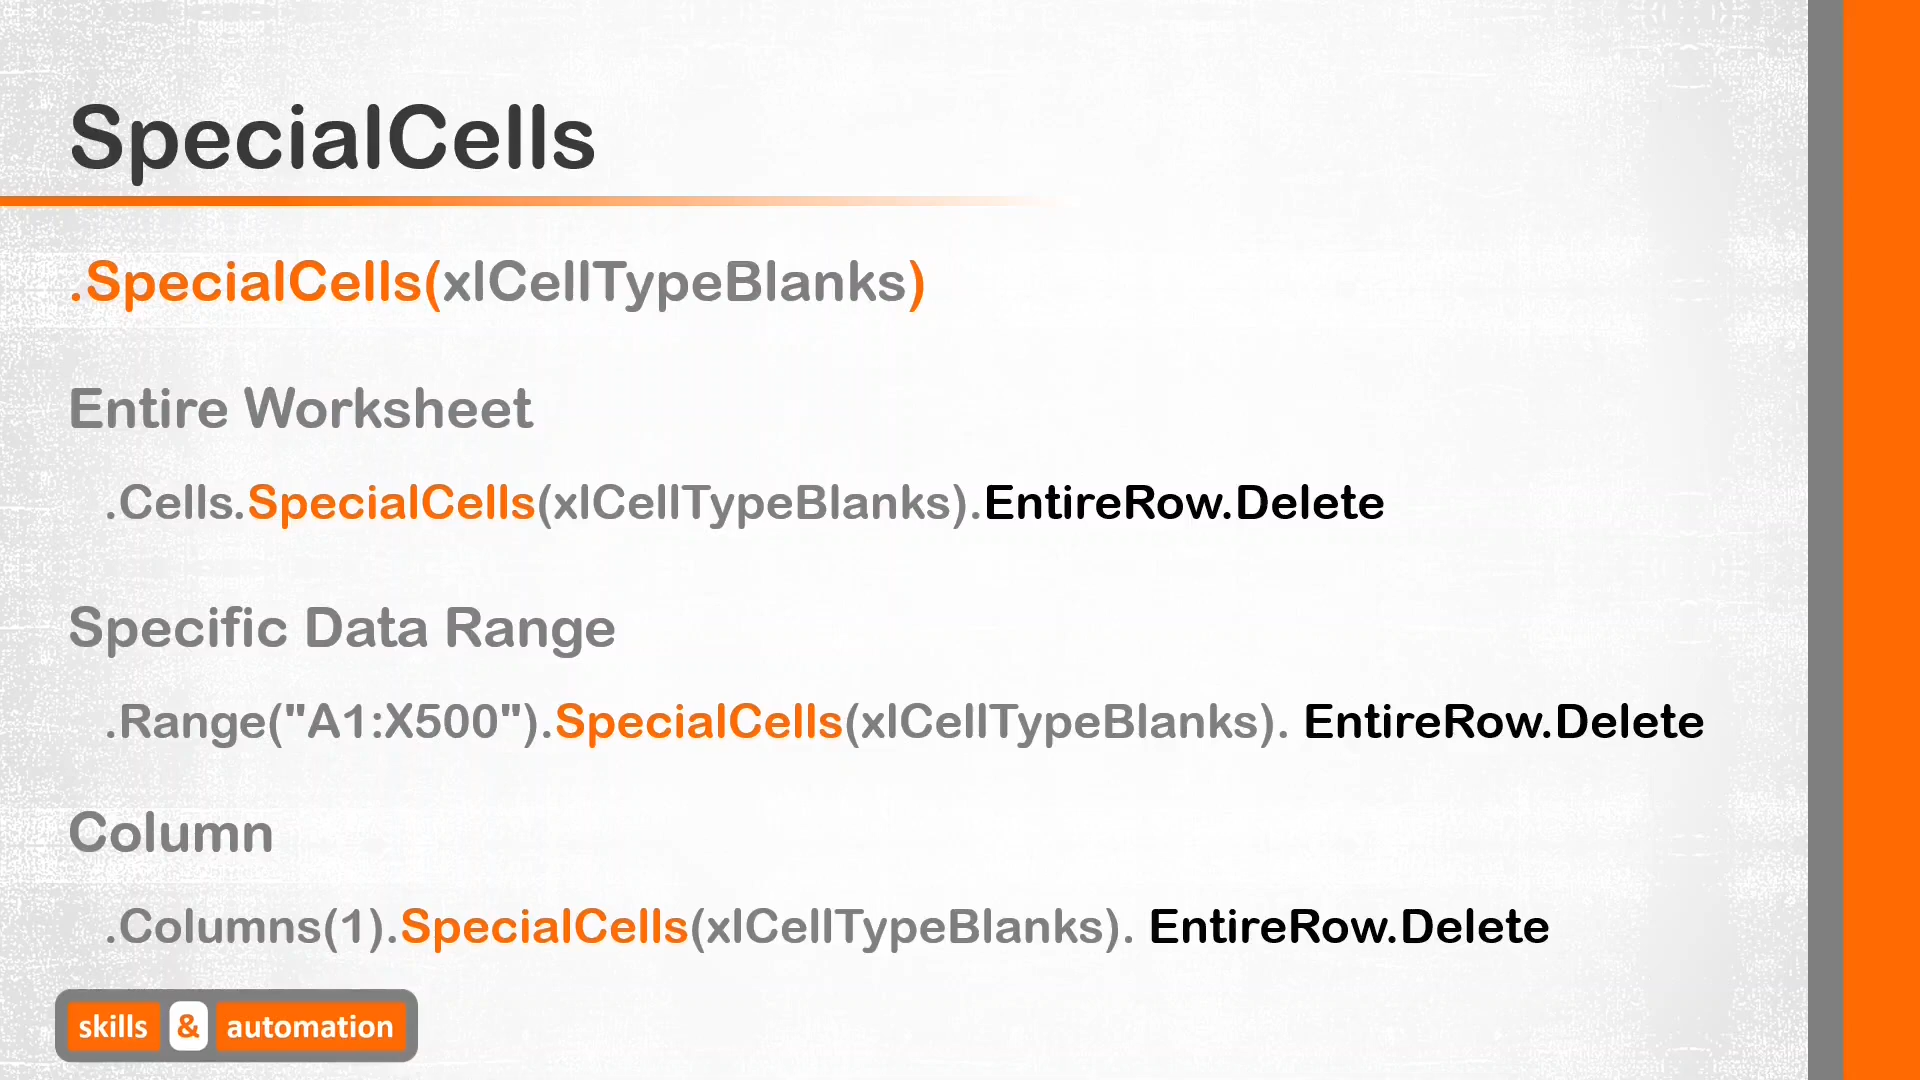 SpecialCells
.SpecialCells(xlCellTypeBlanks)
Entire Worksheet
.Cells.SpecialCells(xlCellTypeBlanks).EntireRow.Delete
Specific Data Range
.Range("A1:X500").SpecialCells(xlCellTypeBlanks). EntireRow.Delete
Column
.Columns(1).SpecialCells(xlCellTypeBlanks). EntireRow.Delete
skills & automation